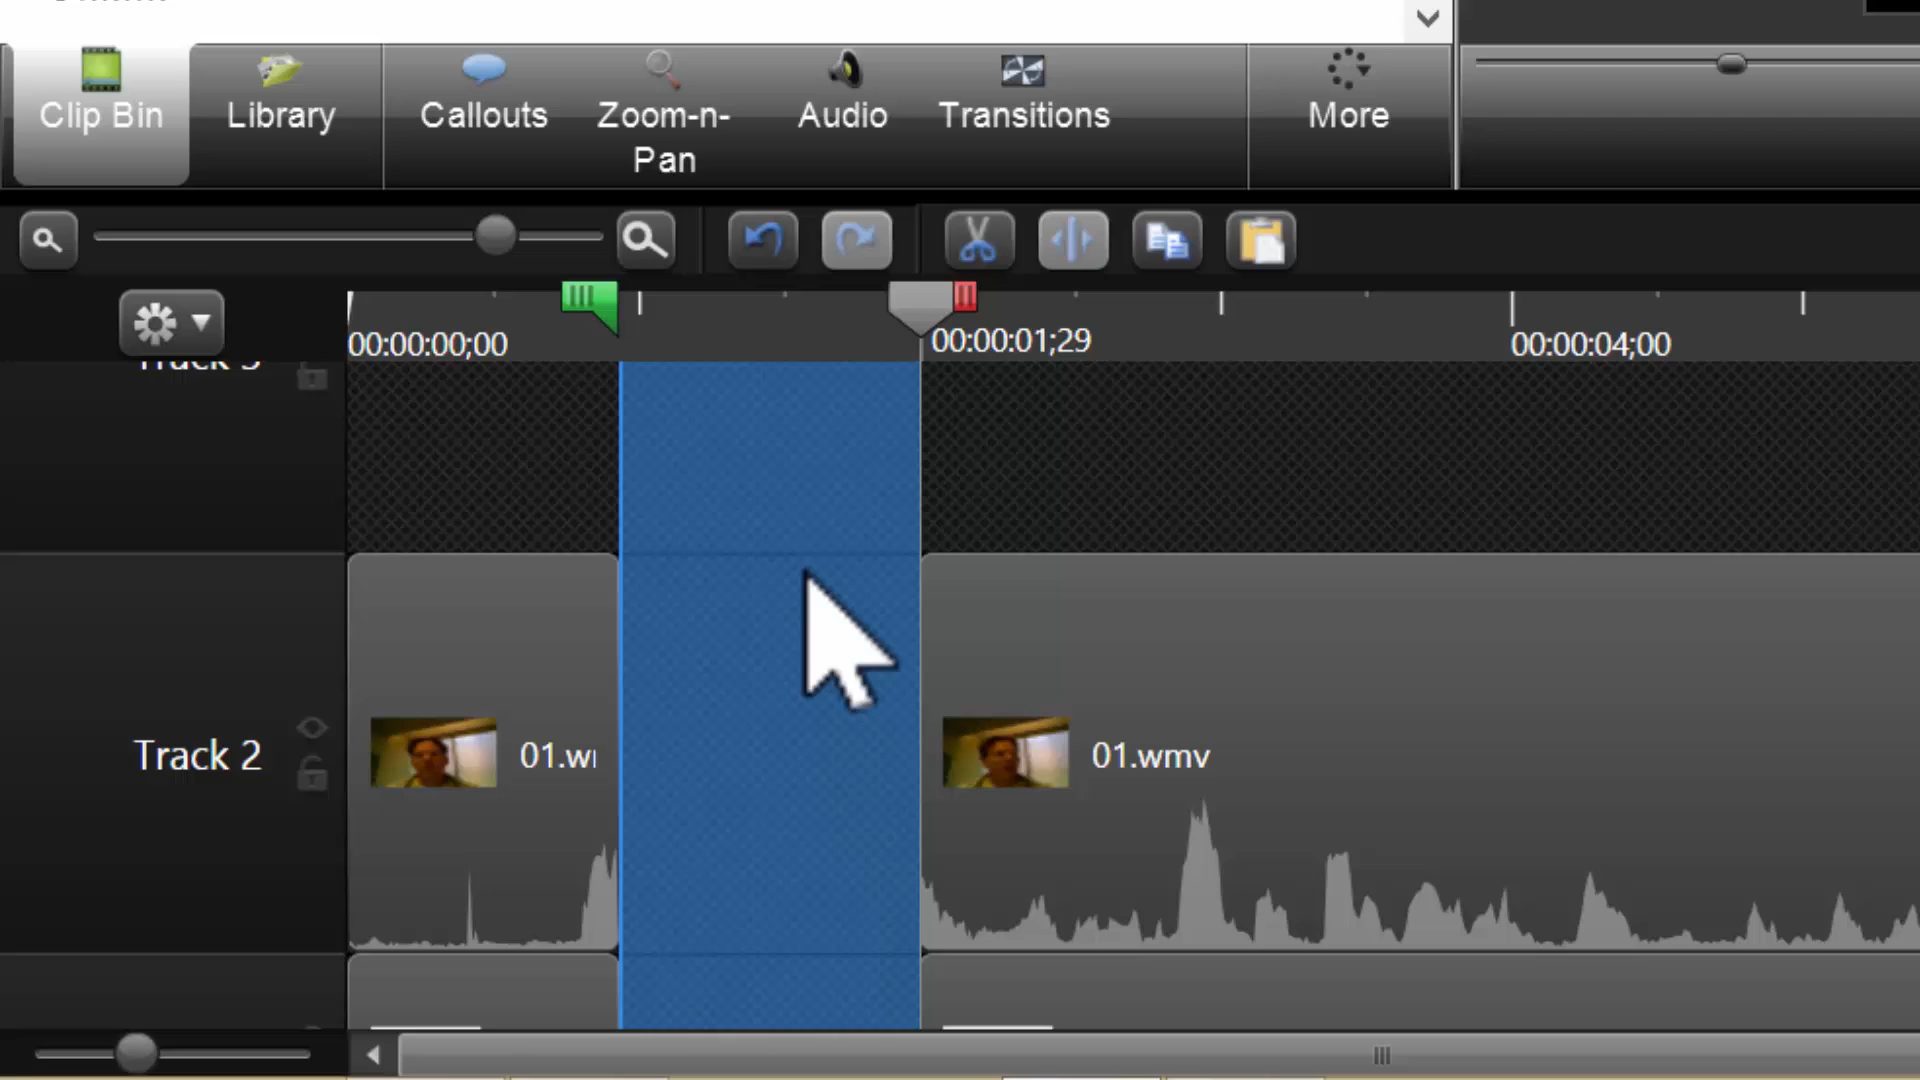 Clip Bin
Library
Callouts
Zoom-n-
Pan
Audio
Transitions
More
00:00:00;00
00:00:01;29
00:00:04;00
Track 2
01.w
01.wmv